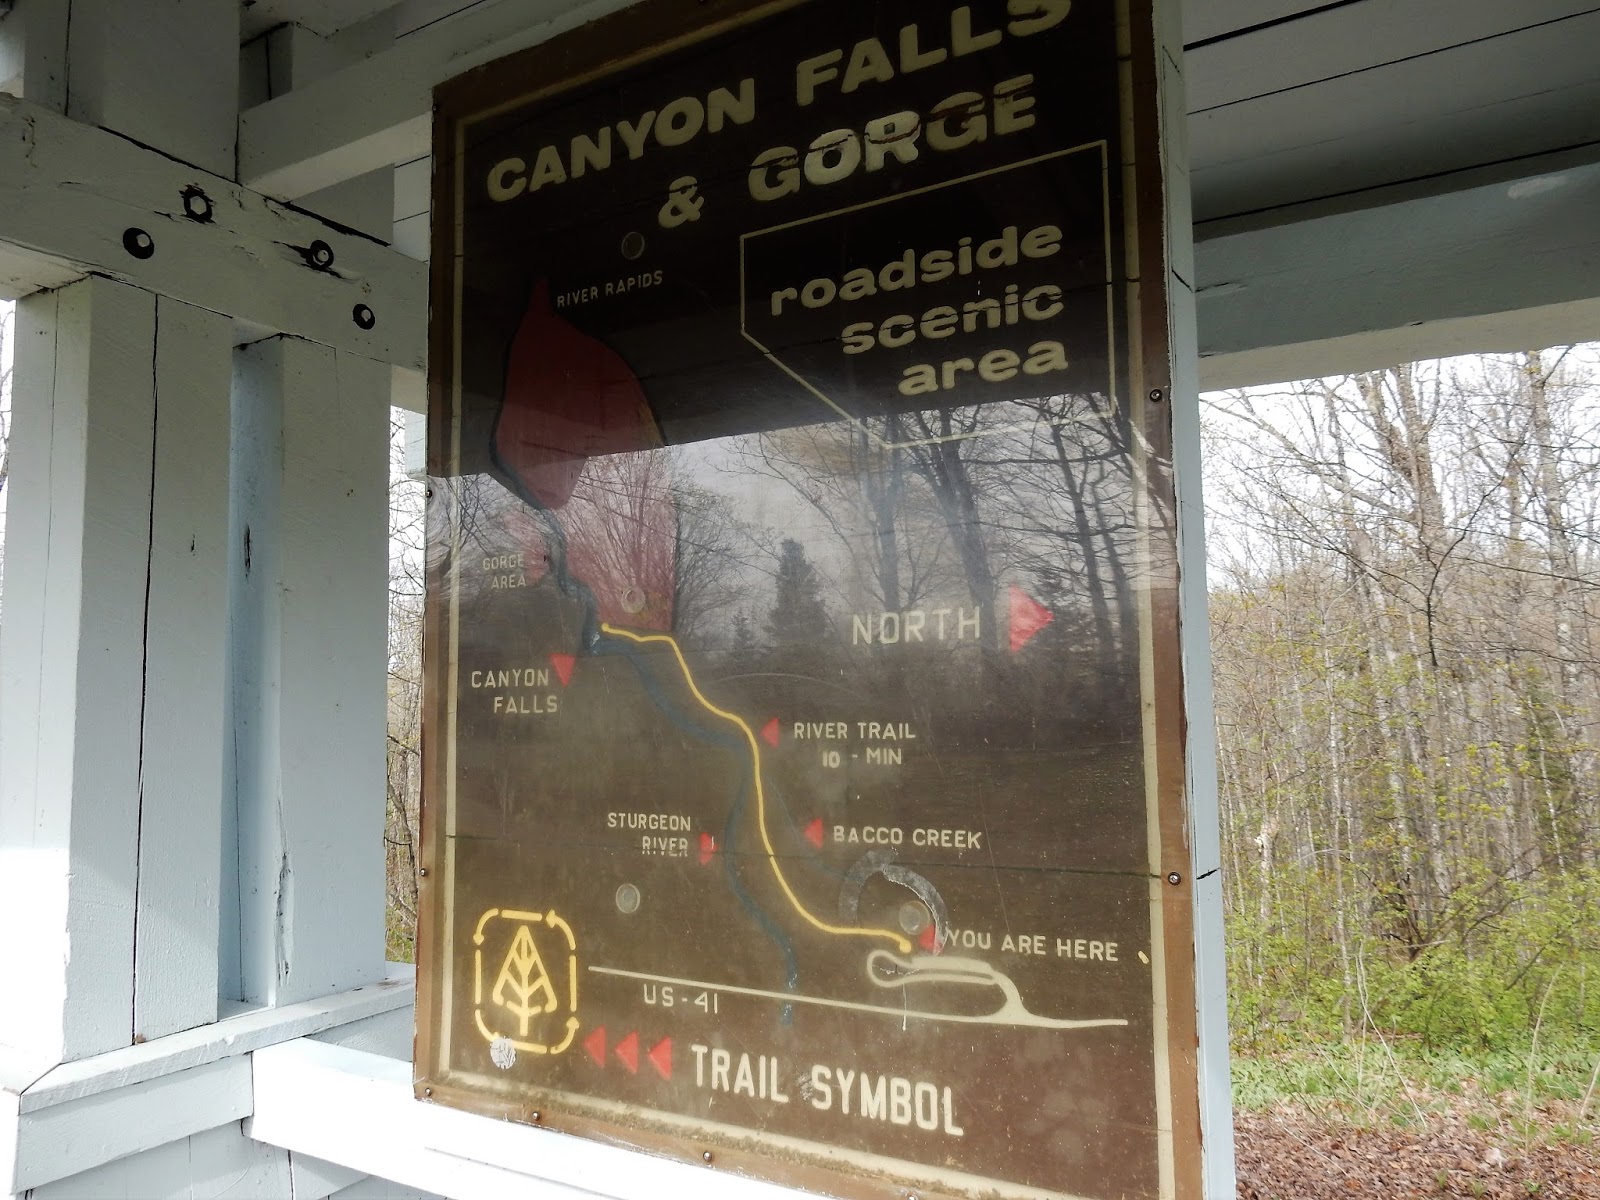 CANYON FALLS
& GORGE
roadside
scenic
area
RIVER RAPIDS
GORGE
AREA
NORTH
CANYON
FALLS
RIVER TRAIL
10 - MIN
STURGEON
RIVER
BACCO CREEK
YOU ARE HERE
US-41
TRAIL SYMBOL